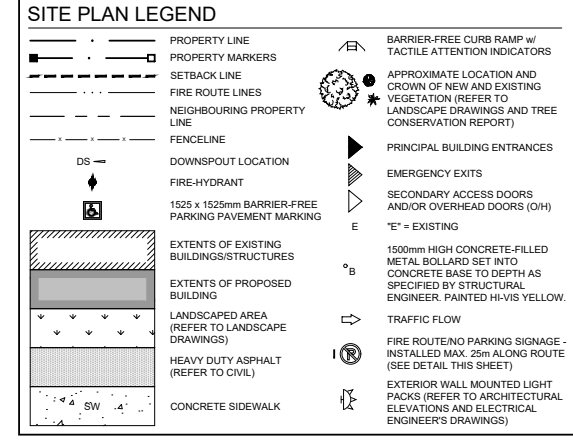 SITE PLAN LEGEND
PROPERTY LINE
PROPERTY MARKERS
SETBACK LINE
FIRE ROUTE LINES
NEIGHBOURING PROPERTY
LINE
x x x x
FENCELINE
DS
DOWNSPOUT LOCATION
FIRE-HYDRANT
1525 x 1525mm BARRIER-FREE
PARKING PAVEMENT MARKING
EXTENTS OF EXISTING
BUILDINGS/STRUCTURES
EXTENTS OF PROPOSED
BUILDING
LANDSCAPED AREA
(REFER TO LANDSCAPE
DRAWINGS)
HEAVY DUTY ASPHALT
(REFER TO CIVIL)
SW
CONCRETE SIDEWALK
BARRIER-FREE CURB RAMP w/
TACTILE ATTENTION INDICATORS
APPROXIMATE LOCATION AND
CROWN OF NEW AND EXISTING
VEGETATION (REFER TO
LANDSCAPE DRAWINGS AND TREE
CONSERVATION REPORT)
PRINCIPAL BUILDING ENTRANCES
EMERGENCY EXITS
SECONDARY ACCESS DOORS
AND/OR OVERHEAD DOORS (O/H)
E
"E" = EXISTING
B
1500mm HIGH CONCRETE-FILLED
METAL BOLLARD SET INTO
CONCRETE BASE TO DEPTH AS
SPECIFIED BY STRUCTURAL
ENGINEER. PAINTED HI-VIS YELLOW.
TRAFFIC FLOW
P
FIRE ROUTE/NO PARKING SIGNAGE -
INSTALLED MAX. 25m ALONG ROUTE
(SEE DETAIL THIS SHEET)
EXTERIOR WALL MOUNTED LIGHT
PACKS (REFER TO ARCHITECTURAL
ELEVATIONS AND ELECTRICAL
ENGINEER'S DRAWINGS)